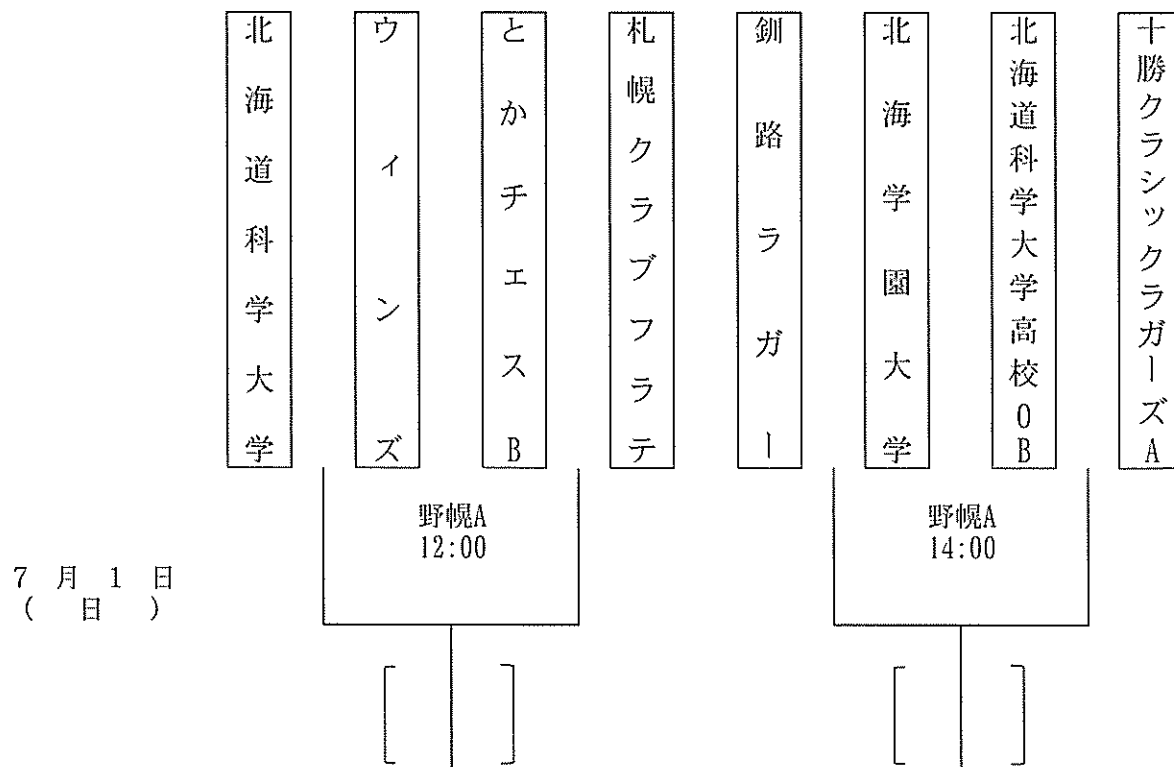 北海道科学大学
ウィンズ
とかチェスB
札幌クラブフラテ
釧路ラガー
北海学園大学
北海道科学大学高校OB
十勝クラシックラガーズA
野幌A
12:00
野幌A
14:00
7月1日
(日)